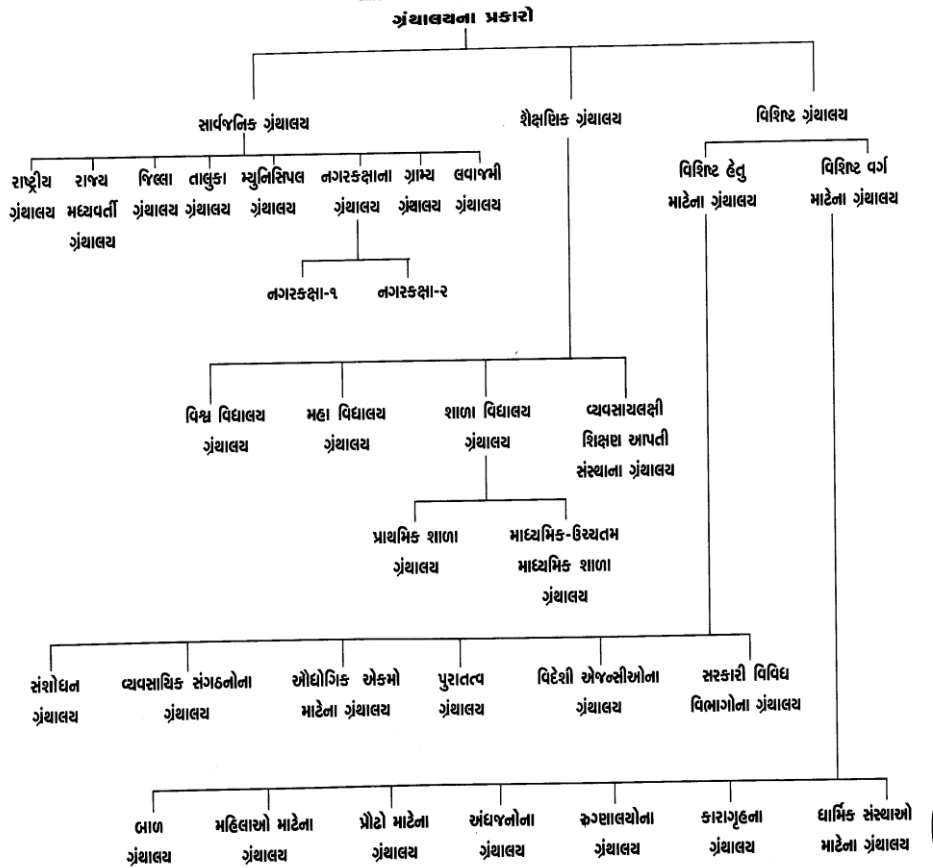 ગ્રંથાલયના પ્રકારો
સાર્વજનિક ગ્રંથાલય
શૈક્ષણિક ગ્રંથાલય
વિશિષ્ટ ગ્રંથાલય
રાષ્ટ્રીય
ગ્રંથાલય
રાજ્ય
મધ્યવર્તી
ગ્રંથાલય
જિલ્લા
ગ્રંથાલય
તાલુકા
ગ્રંથાલય
મ્યુનિસિપલ
ગ્રંથાલય
નગરકક્ષાના
ગ્રંથાલય
ગ્રામ્ય
ગ્રંથાલય
લવાજમી
ગ્રંથાલય
વિશિષ્ટ હેતુ
માટેના ગ્રંથાલય
વિશિષ્ટ વર્ગ
માટેના ગ્રંથાલય
નગરકક્ષા-૧
નગરકક્ષા-૨
વિશ્વ વિદ્યાલય
ગ્રંથાલય
મહા વિદ્યાલય
ગ્રંથાલય
શાળા વિદ્યાલય
ગ્રંથાલય
વ્યવસાયલક્ષી
શિક્ષણ આપતી
સંસ્થાના ગ્રંથાલય
પ્રાથમિક શાળા
ગ્રંથાલય
માધ્યમિક-ઉચ્ચતમ
માધ્યમિક શાળા
ગ્રંથાલય
સંશોધન
ગ્રંથાલય
વ્યવસાયિક સંગઠનોના
ગ્રંથાલય
ઔધોગિક એકમો
માટેના ગ્રંથાલય
પુરાતત્વ
ગ્રંથાલય
વિદેશી એજન્સીઓના
ગ્રંથાલય
સરકારી વિવિધ
વિભાગોના ગ્રંથાલય
બાળ
ગ્રંથાલય
મહિલાઓ માટેના
ગ્રંથાલય
પ્રૌઢો માટેના
ગ્રંથાલય
અંધજનોના
ગ્રંથાલય
રુગ્ણાલયોના
ગ્રંથાલય
કારાગૃહના
ગ્રંથાલય
ધાર્મિક સંસ્થાઓ
માટેના ગ્રંથાલય